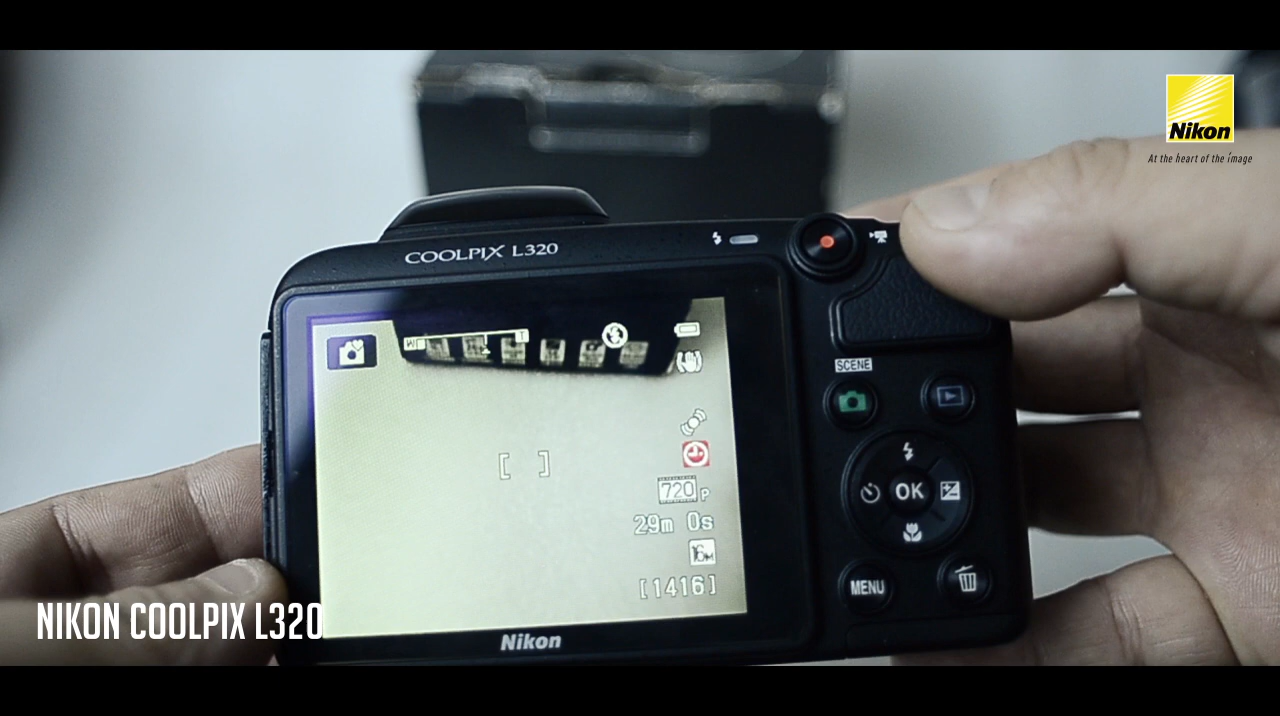 Nikon
At the heart of the image
COOLPIX L320
W
T
SCENE
720P
29m 0s
16M
[1416]
OK
MENU
Nikon
NIKON COOLPIX L320